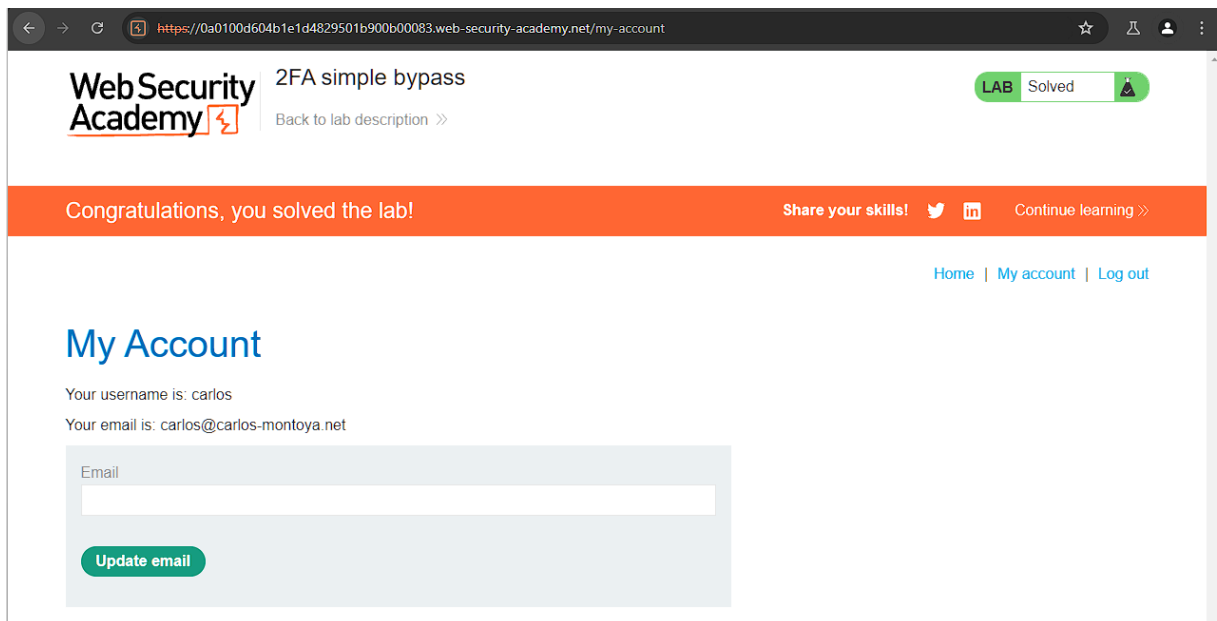 https://0a0100d604b1e1d4829501b900b00083.web-security-academy.net/my-account
Web Security
Academy
2FA simple bypass
Back to lab description
LAB Solved
Congratulations, you solved the lab!
Share your skills!
Continue learning
Home | My account | Log out
My Account
Your username is: carlos
Your email is: carlos@carlos-montoya.net
Email
Update email